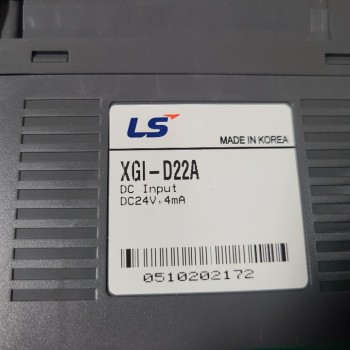 LS
MADE IN KOREA
XGI-D22A
DC Input
DC24V, 4mA
0510202172